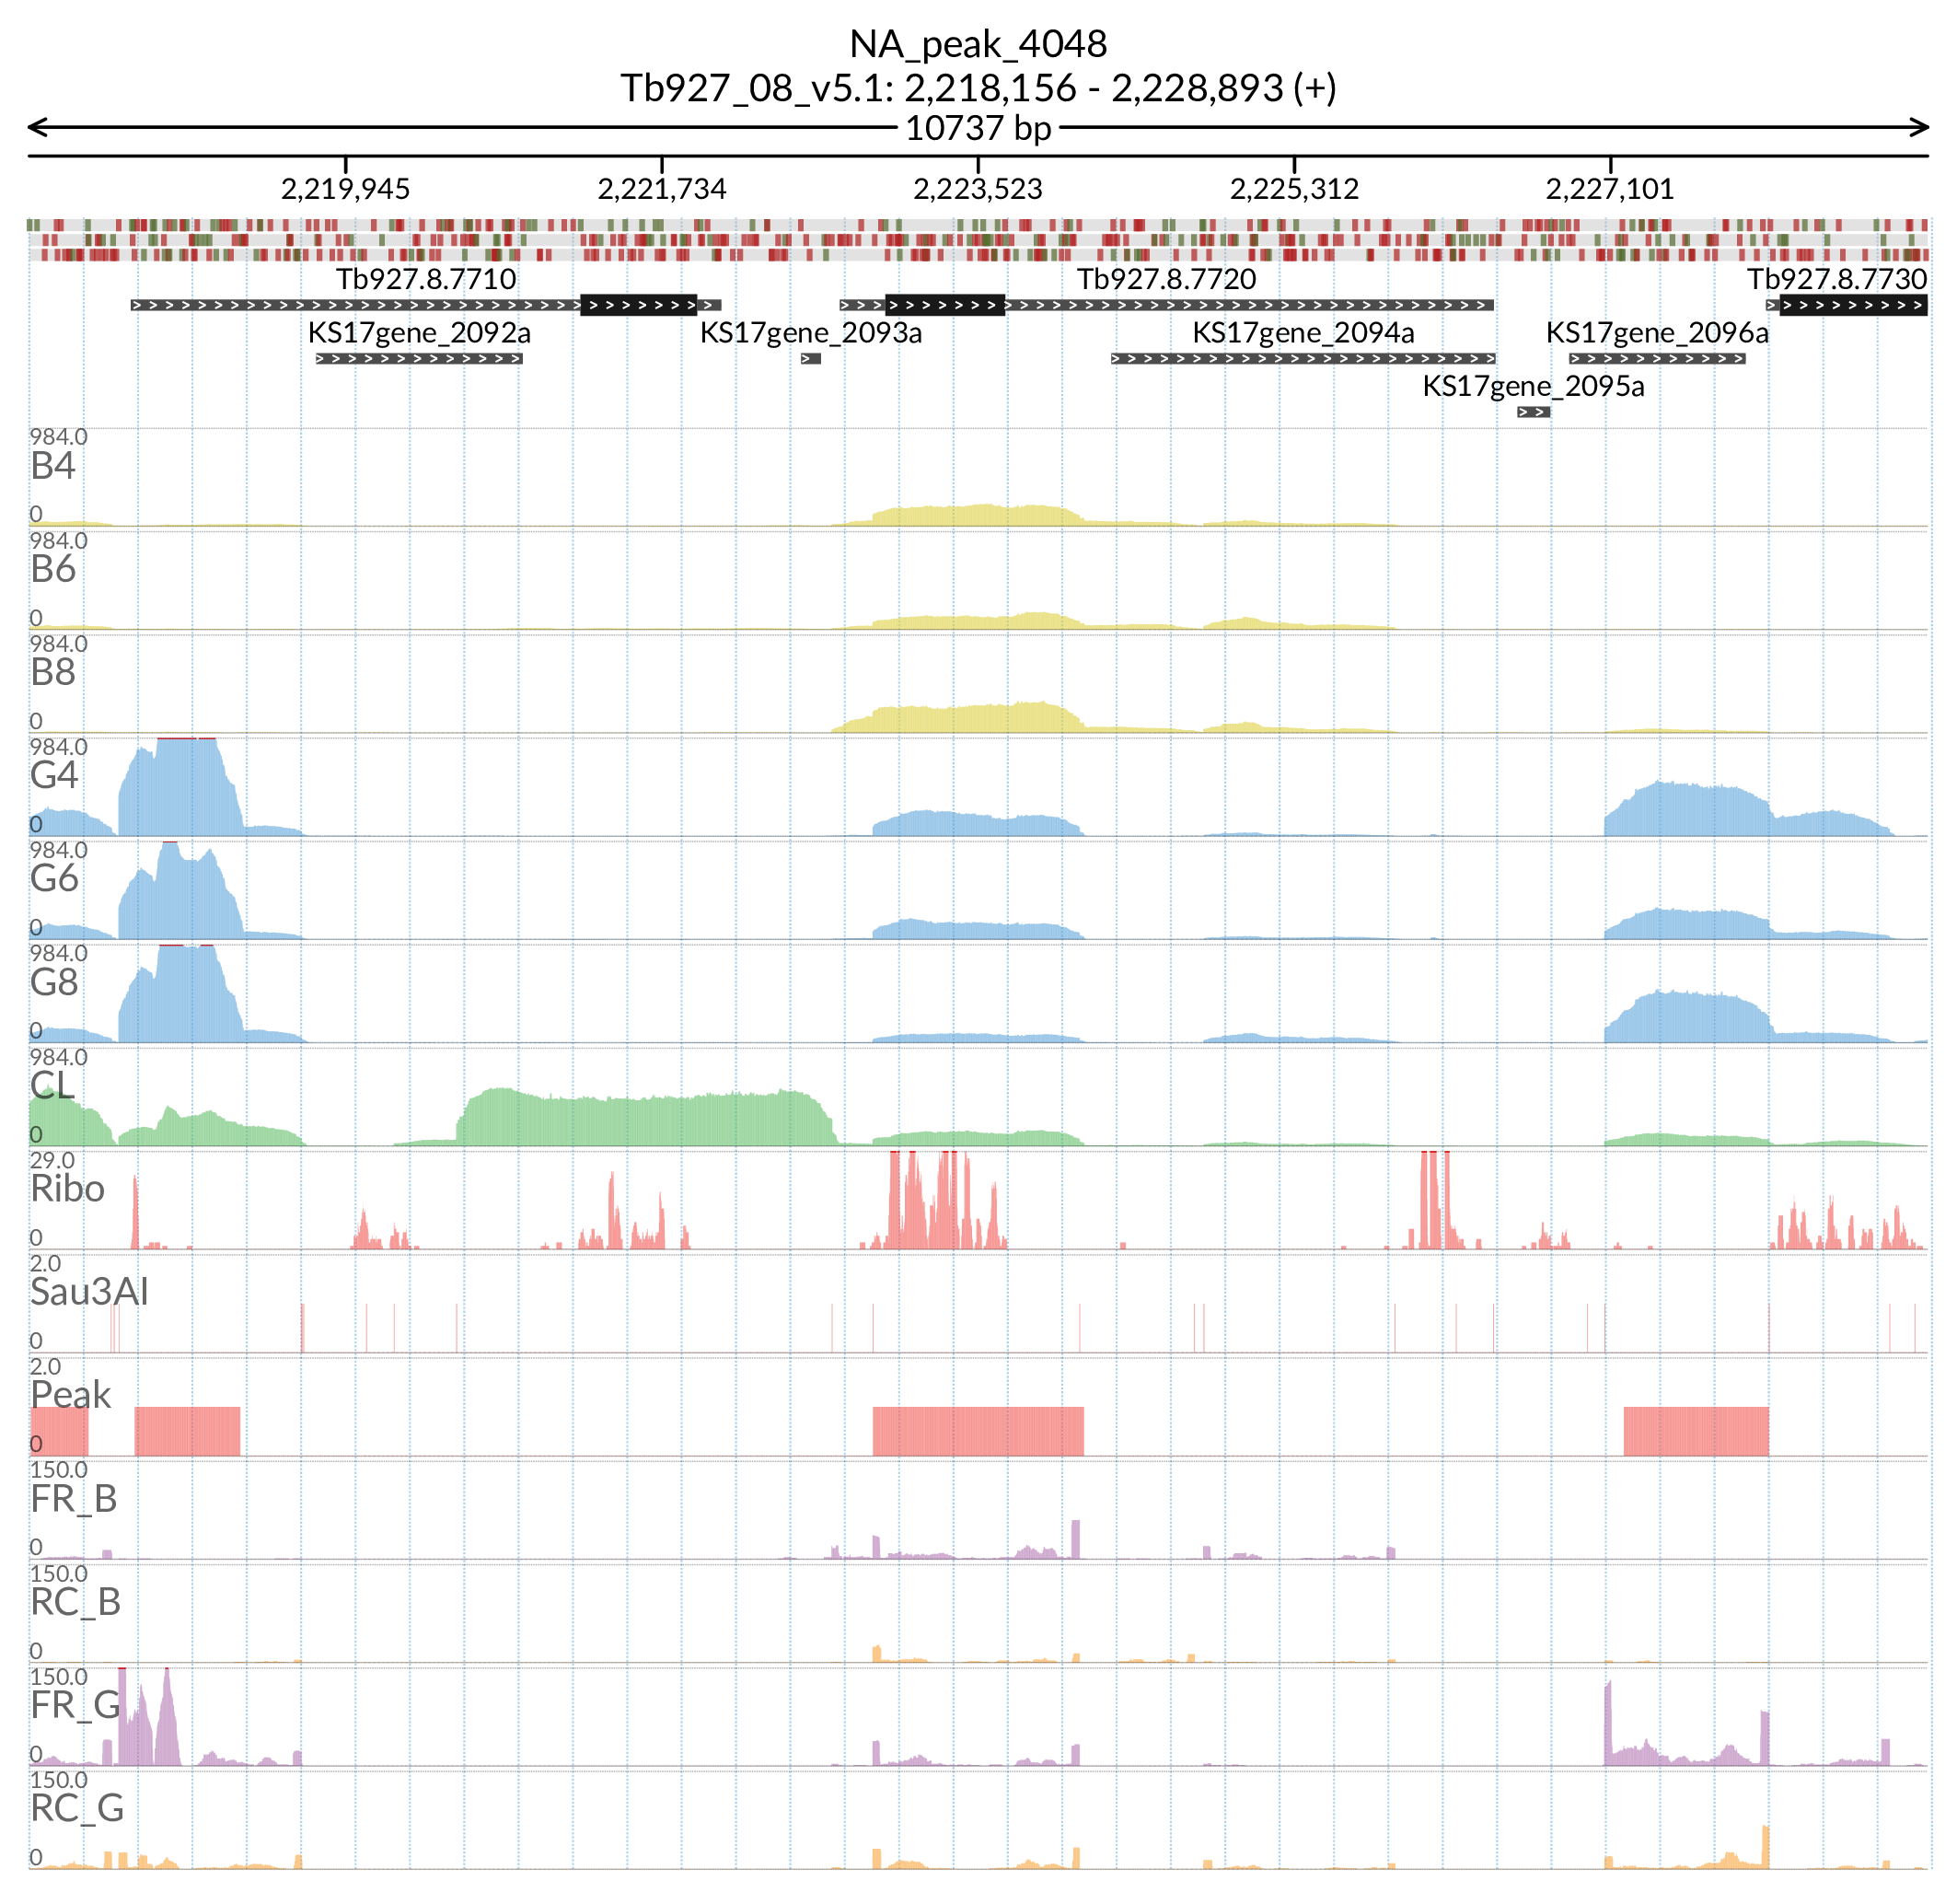 NA_peak_4048
Tb927_08_v5.1: 2,218,156 - 2,228,893 (+)
10737 bp
2,219,945 2,221,734 2,223,523 2,225,312 2,227,101
Tb927.8.7710 Tb927.8.7720 Tb927.8.7730
KS17gene_2092a KS17gene_2093a KS17gene_2094a KS17gene_2096a
KS17gene_2095a
984.0
B4
0
984.0
B6
0
984.0
B8
0
984.0
G4
0
984.0
G6
0
984.0
G8
0
984.0
CL
0
29.0
Ribo
0
2.0
Sau3AI
0
2.0
Peak
0
150.0
FR_B
0
150.0
RC_B
0
150.0
FR_G
0
150.0
RC_G
0